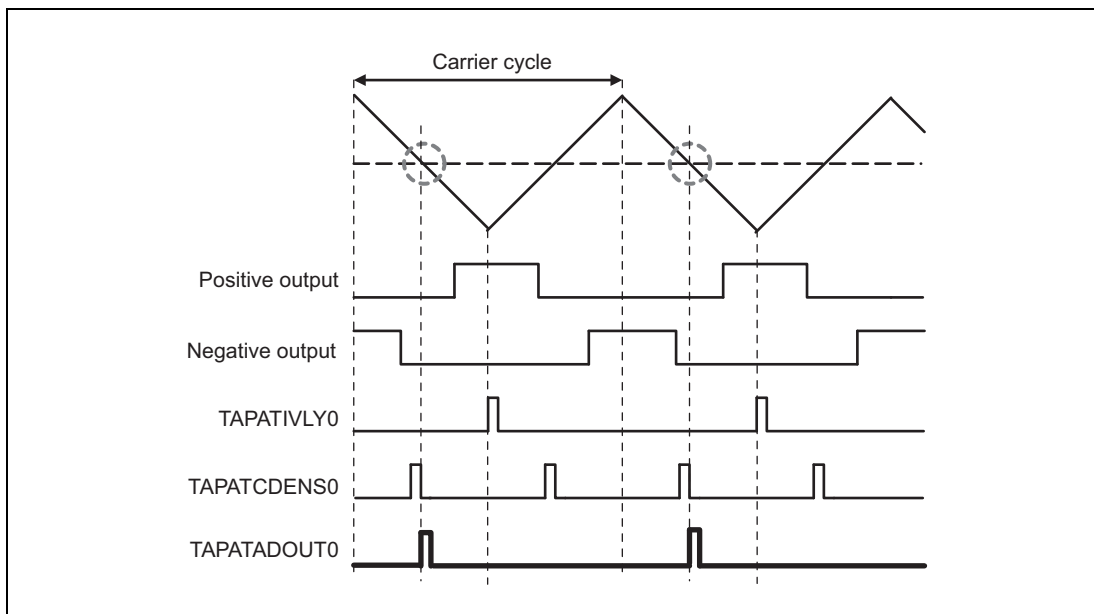 Carrier cycle
Positive output
Negative output
TAPATIVLY0
TAPATCDENS0
TAPATADOUT0